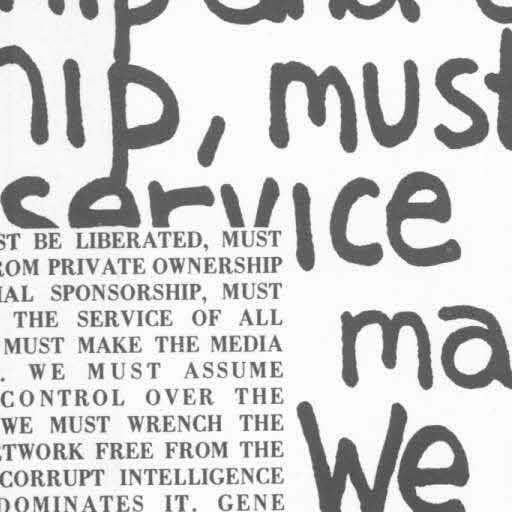 hip, must
service
ma
We
ST BE LIBERATED, MUST
ROM PRIVATE OWNERSHIP
IAL SPONSORSHIP, MUST
THE SERVICE OF ALL
MUST MAKE THE MEDIA
. WE MUST ASSUME
CONTROL OVER THE
WE MUST WRENCH THE
ETWORK FREE FROM THE
CORRUPT INTELLIGENCE
DOMINATES IT. GENE